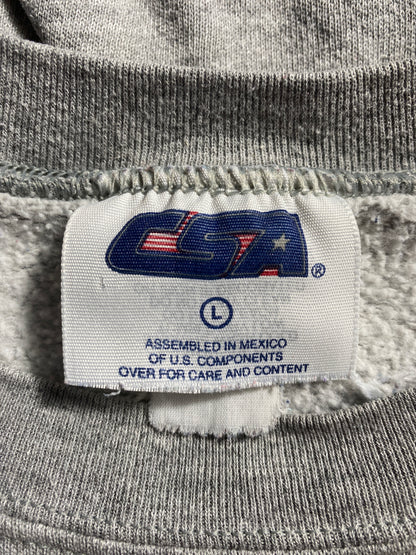 CSA®
L
ASSEMBLED IN MEXICO
OF U.S. COMPONENTS
OVER FOR CARE AND CONTENT